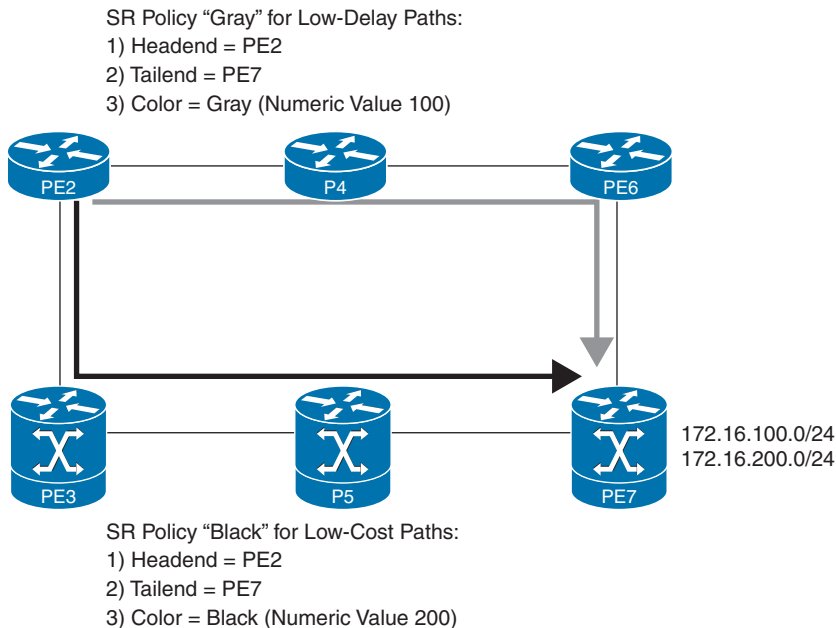 SR Policy “Gray” for Low-Delay Paths:
1) Headend = PE2
2) Tailend = PE7
3) Color = Gray (Numeric Value 100)
PE2
P4
PE6
172.16.100.0/24
172.16.200.0/24
PE3
P5
PE7
SR Policy “Black” for Low-Cost Paths:
1) Headend = PE2
2) Tailend = PE7
3) Color = Black (Numeric Value 200)